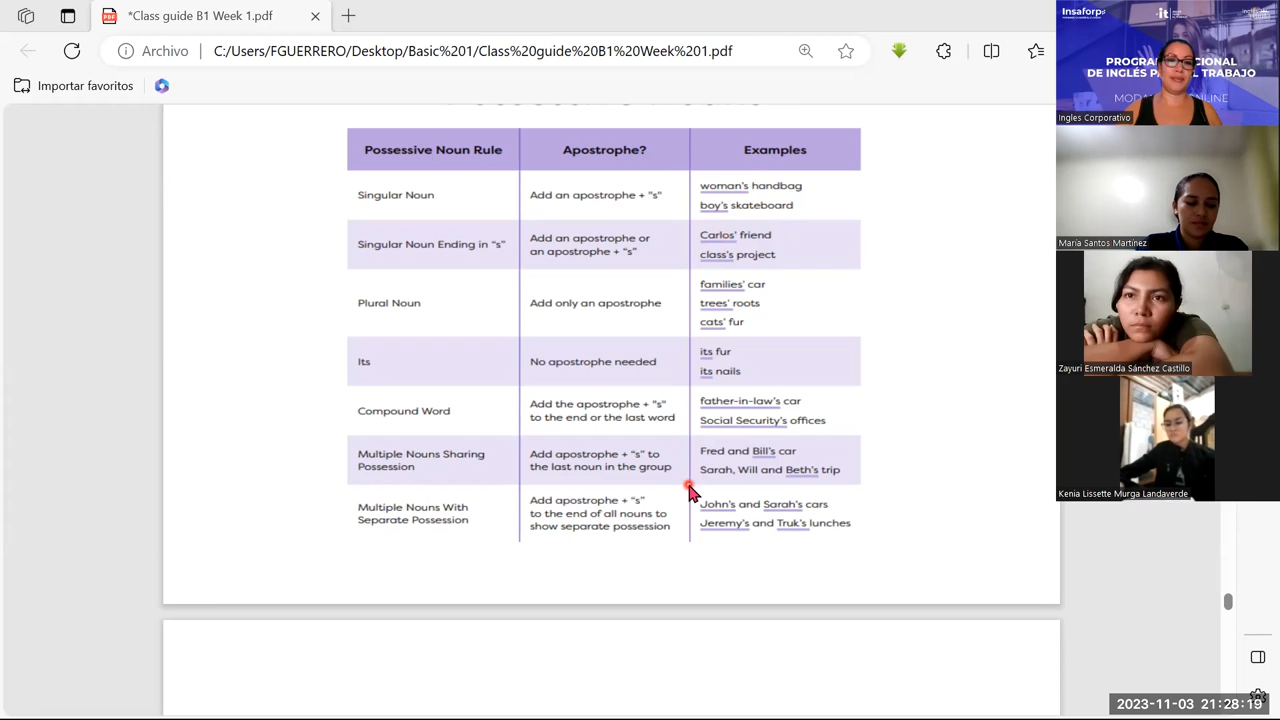 *Class guide B1 Week 1.pdf
Archivo
C:/Users/FGUERRERO/Desktop/Basic%201/Class%20guide%20B1%20Week%201.pdf
Importar favoritos
Possessive Noun Rule
Apostrophe?
Examples
Singular Noun
Add an apostrophe + "s"
woman's handbag
boy's skateboard
Singular Noun Ending in "s"
Add an apostrophe or
an apostrophe + "s"
Carlos' friend
class's project
Plural Noun
Add only an apostrophe
families' car
trees' roots
cats' fur
Its
No apostrophe needed
its fur
its nails
Compound Word
Add the apostrophe + "s"
to the end or the last word
father-in-law's car
Social Security's offices
Multiple Nouns Sharing
Possession
Add apostrophe + "s" to
the last noun in the group
Fred and Bill's car
Sarah, Will and Beth's trip
Multiple Nouns With
Separate Possession
Add apostrophe + "s"
to the end of all nouns to
show separate possession
John's and Sarah's cars
Jeremy's and Truk's lunches
Insaforp
PROGRA CIONAL
DE INGLÉS P L TRABAJO
MOD NLINE
Ingles Corporativo
María Santos Martínez
Zayuri Esmeralda Sánchez Castillo
Kenia Lissette Murga Landaverde
2023-11-03 21:28:19